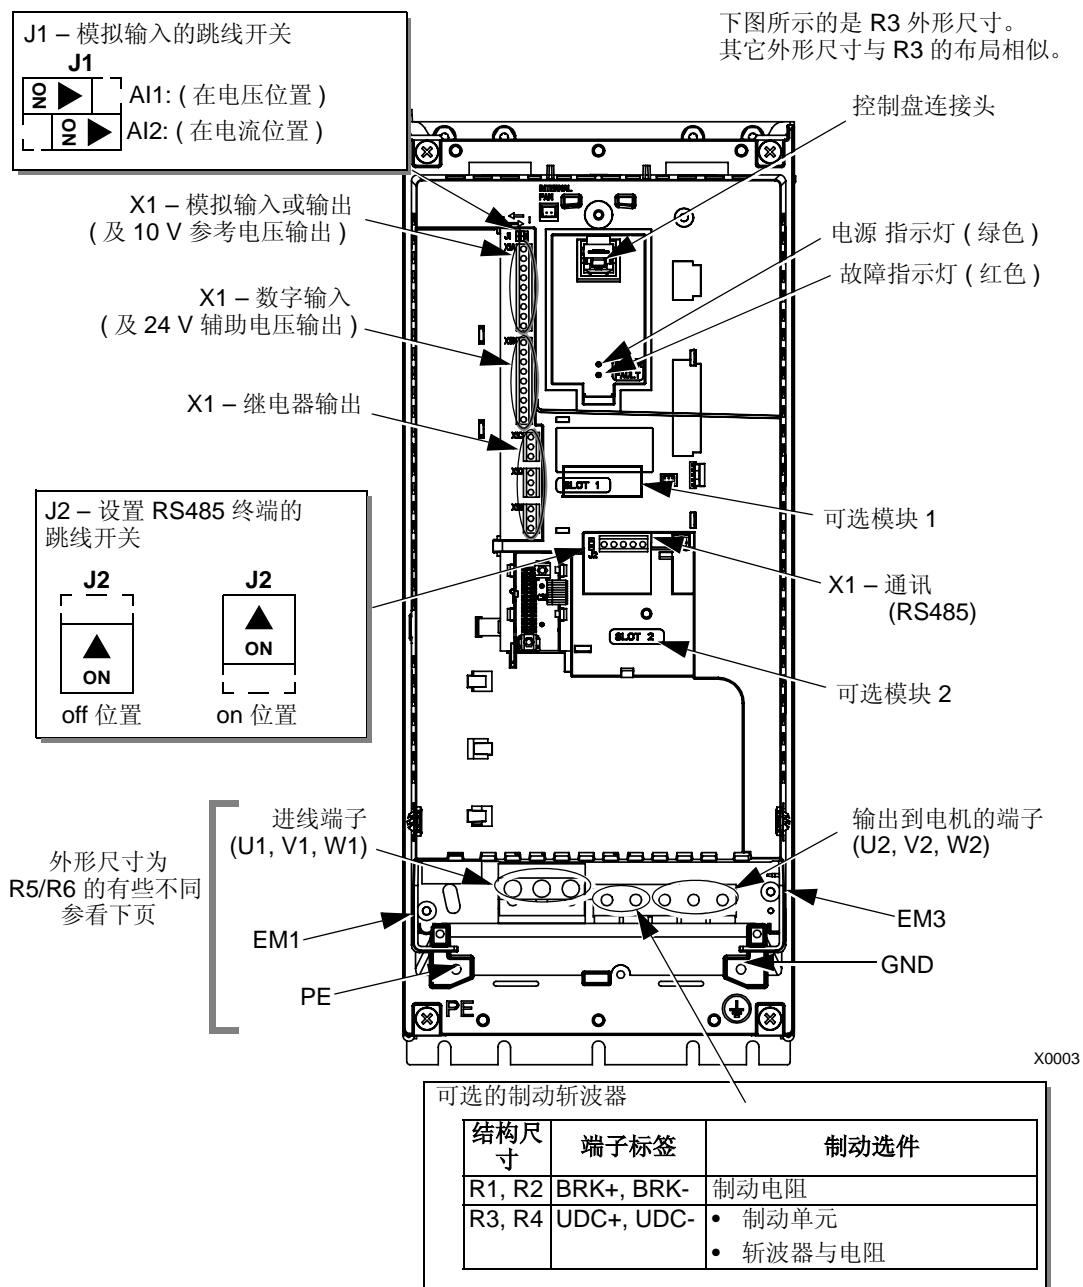 下图所示的是 R3 外形尺寸。
其它外形尺寸与 R3 的布局相似。
J1 – 模拟输入的跳线开关
J1
ON
AI1: ( 在电压位置 )
ON
AI2: ( 在电流位置 )
控制盘连接头
X1 – 模拟输入或输出
( 及 10 V 参考电压输出 )
电源 指示灯 ( 绿色 )
故障指示灯 ( 红色 )
X1 – 数字输入
( 及 24 V 辅助电压输出 )
X1 – 继电器输出
INTERNAL
FAN
J1
FAULT
SLOT 1
J2
SLOT 2
J2 – 设置 RS485 终端的
跳线开关
J2
J2
ON
ON
off 位置
on 位置
可选模块 1
X1 – 通讯
(RS485)
可选模块 2
进线端子
(U1, V1, W1)
输出到电机的端子
(U2, V2, W2)
外形尺寸为
R5/R6 的有些不同
参看下页
EM1
EM3
PE
GND
PE
X0003
可选的制动斩波器
结构尺
寸
端子标签
制动选件
R1, R2
BRK+, BRK-
制动电阻
R3, R4
UDC+, UDC-
• 制动单元
• 斩波器与电阻